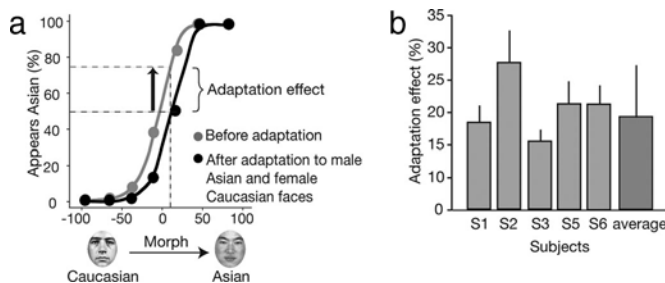 a
Appears Asian (%)
100
80
60
40
20
0
-100
-50
0
50
100
Adaptation effect
Before adaptation
After adaptation to male
Asian and female
Caucasian faces
Morph
Caucasian
Asian
b
Adaptation effect (%)
35
30
25
20
15
10
0
S1
S2
S3
S5
S6
average
Subjects